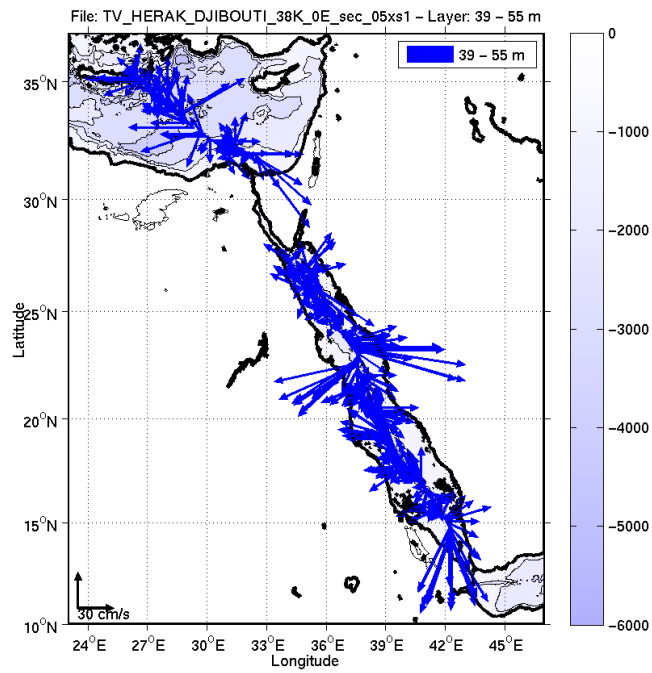 File: TV_HERAK_DJIBOUTI_38K_0E_sec_05xs1 – Layer: 39 – 55 m
39 – 55 m
35°N
30°N
25°N
20°N
15°N
10°N
Latitude
30 cm/s
24°E
27°E
30°E
33°E
36°E
39°E
42°E
45°E
Longitude
0
−1000
−2000
−3000
−4000
−5000
−6000